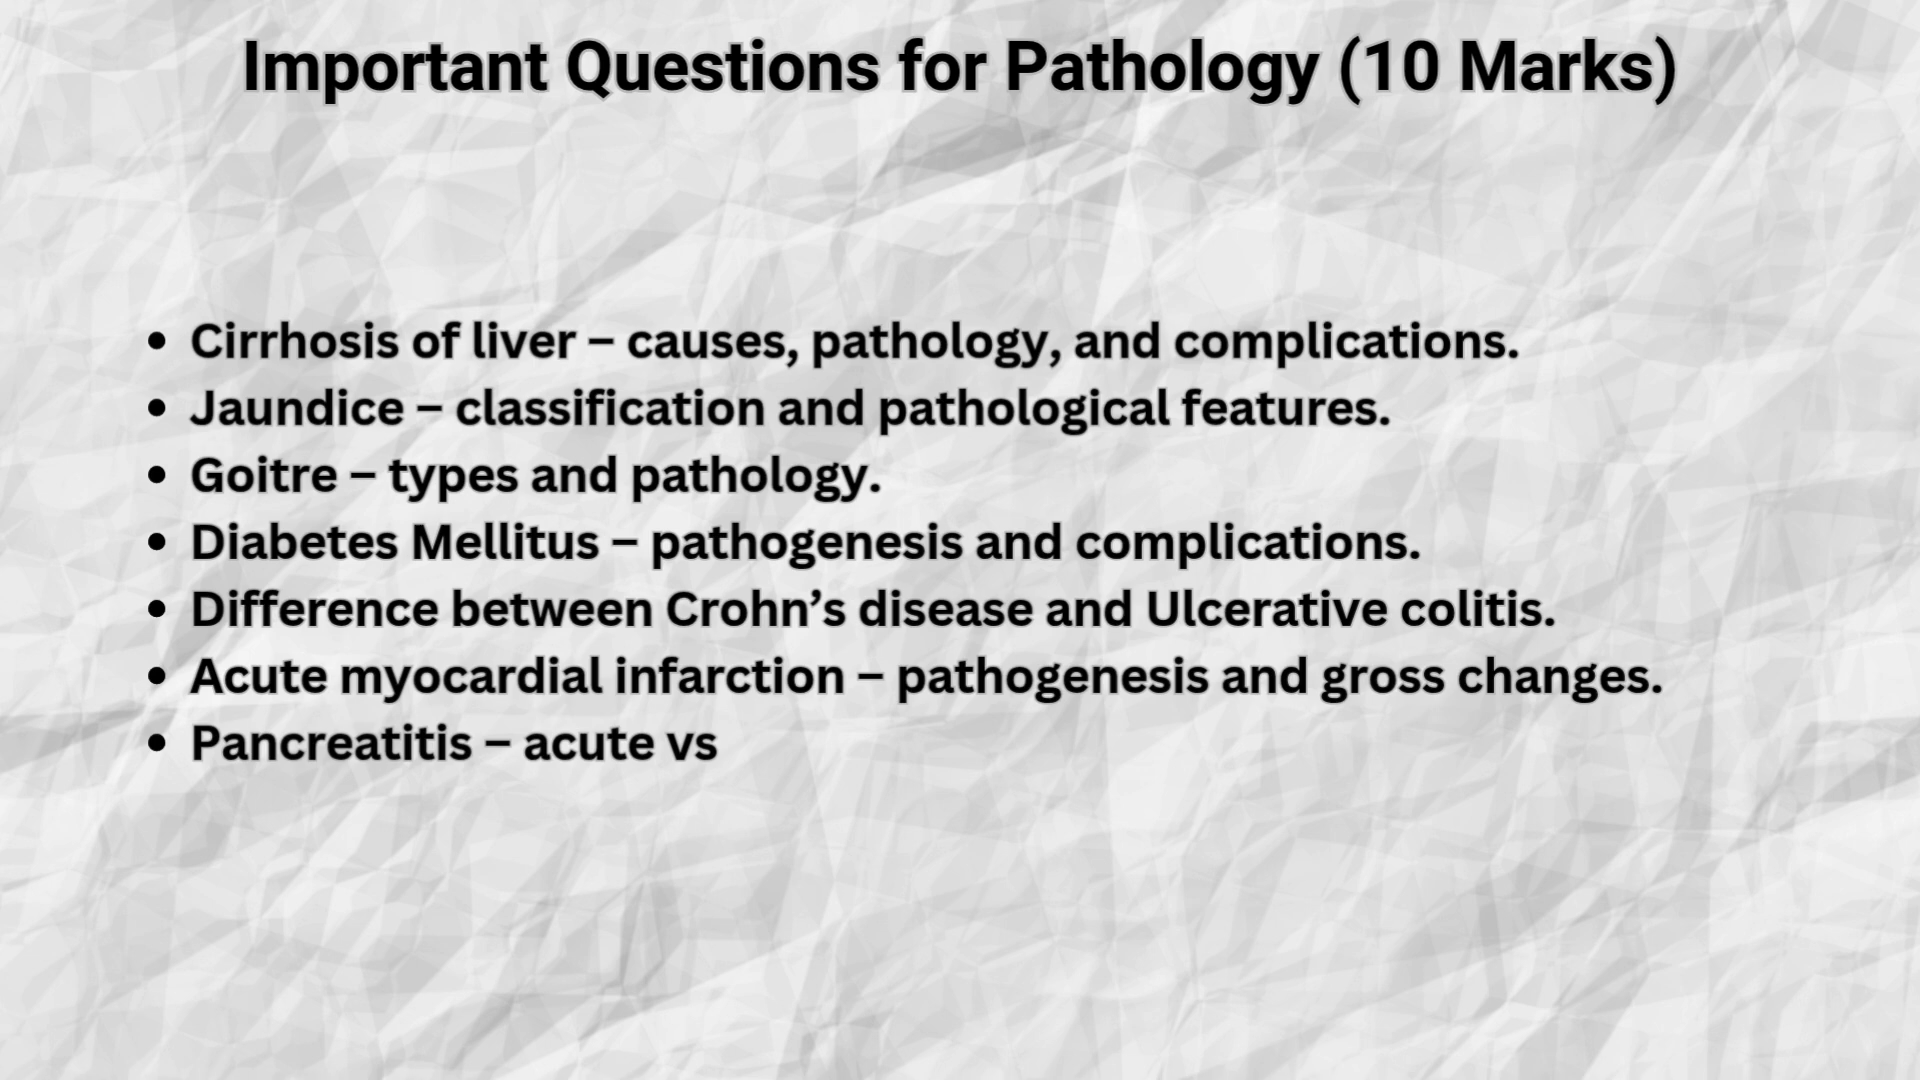 Important Questions for Pathology (10 Marks)
• Cirrhosis of liver – causes, pathology, and complications.
• Jaundice – classification and pathological features.
• Goitre – types and pathology.
• Diabetes Mellitus – pathogenesis and complications.
• Difference between Crohn’s disease and Ulcerative colitis.
• Acute myocardial infarction – pathogenesis and gross changes.
• Pancreatitis – acute vs